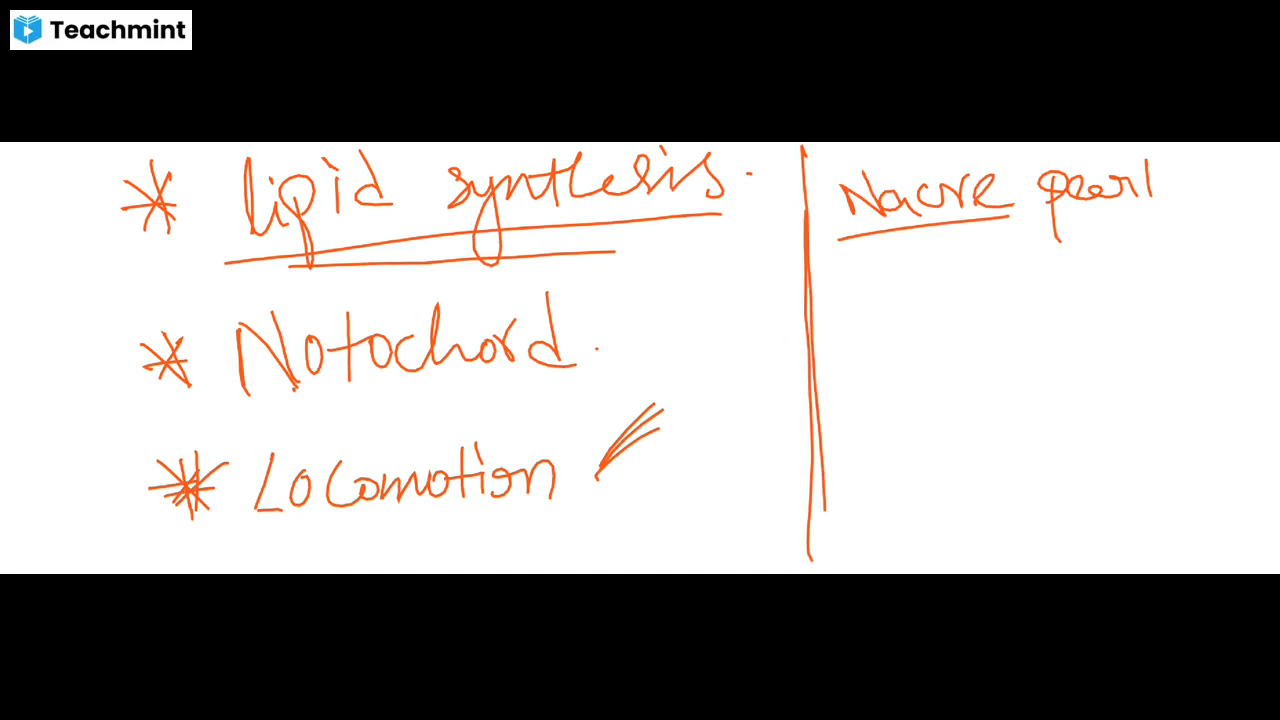 Teachmint
* lipid synthesis.
Nacre pearl
* Notochord.
* Locomotion